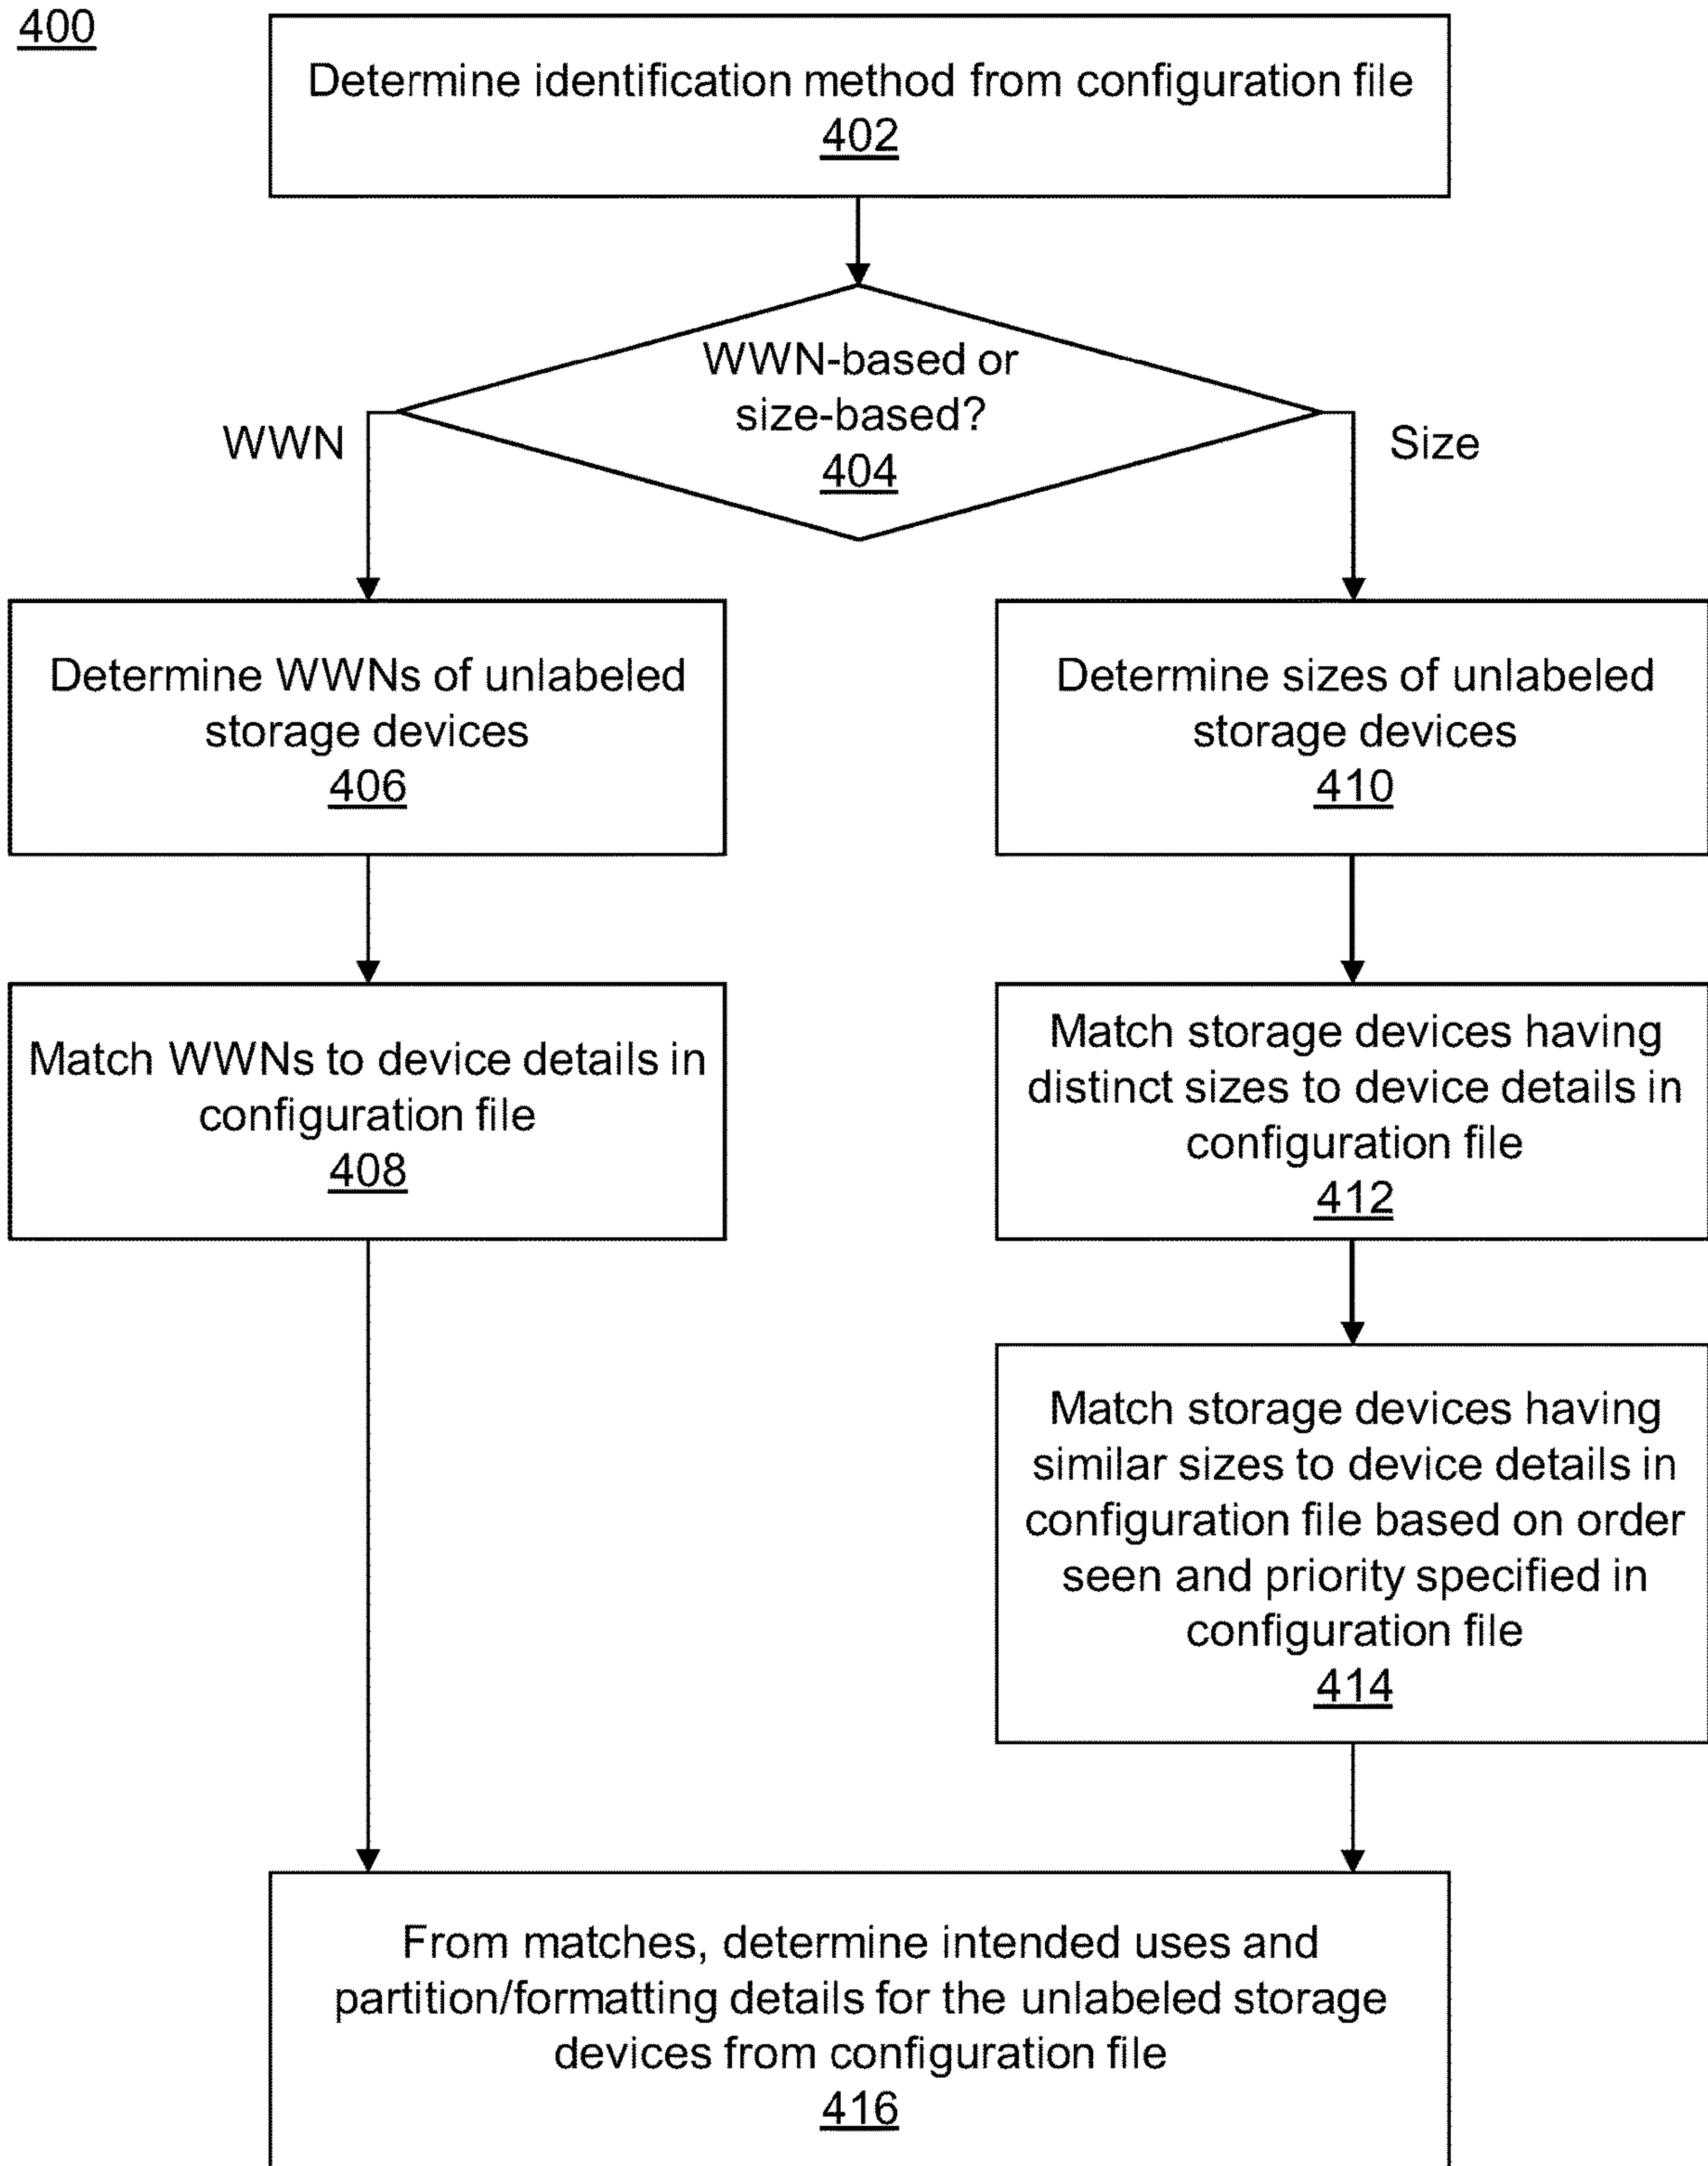 400
Determine identification method from configuration file
402
WWN-based or
size-based?
404
WWN
Size
Determine WWNs of unlabeled
storage devices
406
Determine sizes of unlabeled
storage devices
410
Match WWNs to device details in
configuration file
408
Match storage devices having
distinct sizes to device details in
configuration file
412
Match storage devices having
similar sizes to device details in
configuration file based on order
seen and priority specified in
configuration file
414
From matches, determine intended uses and
partition/formatting details for the unlabeled storage
devices from configuration file
416